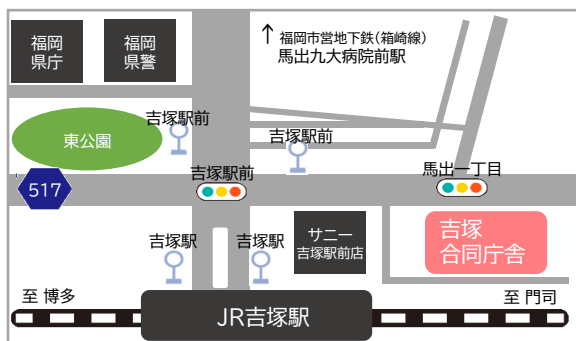 福岡
県庁
福岡
県警
↑ 福岡市営地下鉄(箱崎線)
馬出九大病院前駅
東公園
吉塚駅前
吉塚駅前
517
吉塚駅前
馬出一丁目
吉塚駅
吉塚駅
サニー
吉塚駅前店
吉塚
合同庁舎
至 博多
JR吉塚駅
至 門司